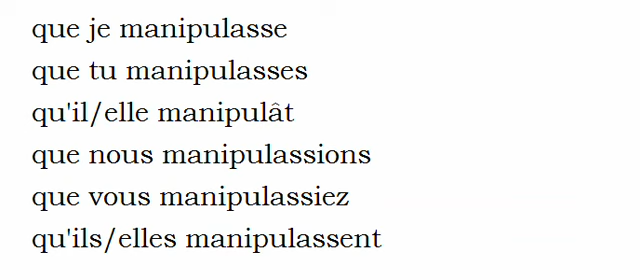 que je manipulasse
que tu manipulasses
qu'il/elle manipulât
que nous manipulassions
que vous manipulassiez
qu'ils/elles manipulassent